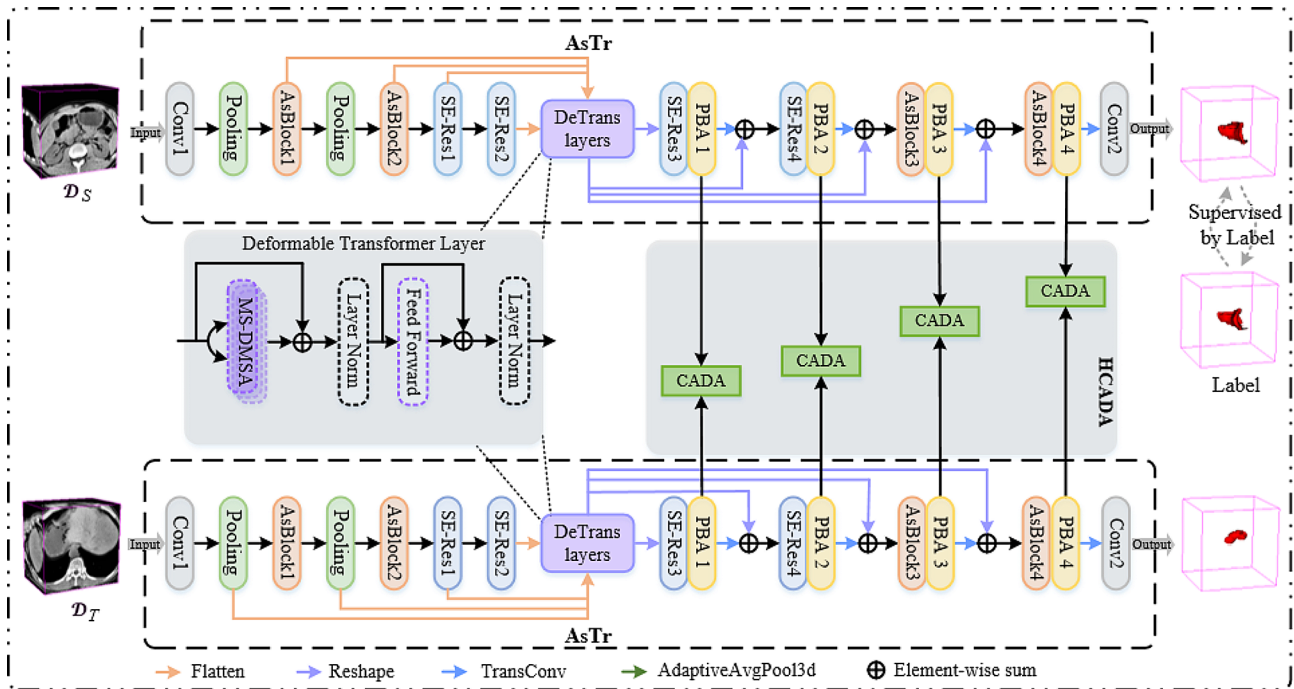 AsTr
Input
Conv1
Pooling
AsBlock1
Pooling
AsBlock2
SE-Res1
SE-Res2
DeTrans
layers
SE-Res3
PBA 1
SE-Res4
PBA 2
AsBlock3
PBA 3
AsBlock4
PBA 4
Conv2
Output
𝓓S
Supervised
by Label
Deformable Transformer Layer
MS-DMSA
Layer Norm
Feed Forward
Layer Norm
CADA
CADA
CADA
CADA
HCADA
Label
Input
Conv1
Pooling
AsBlock1
Pooling
AsBlock2
SE-Res1
SE-Res2
DeTrans
layers
SE-Res3
PBA 1
SE-Res4
PBA 2
AsBlock3
PBA 3
AsBlock4
PBA 4
Conv2
Output
𝓓T
AsTr
Flatten
Reshape
TransConv
AdaptiveAvgPool3d
Element-wise sum